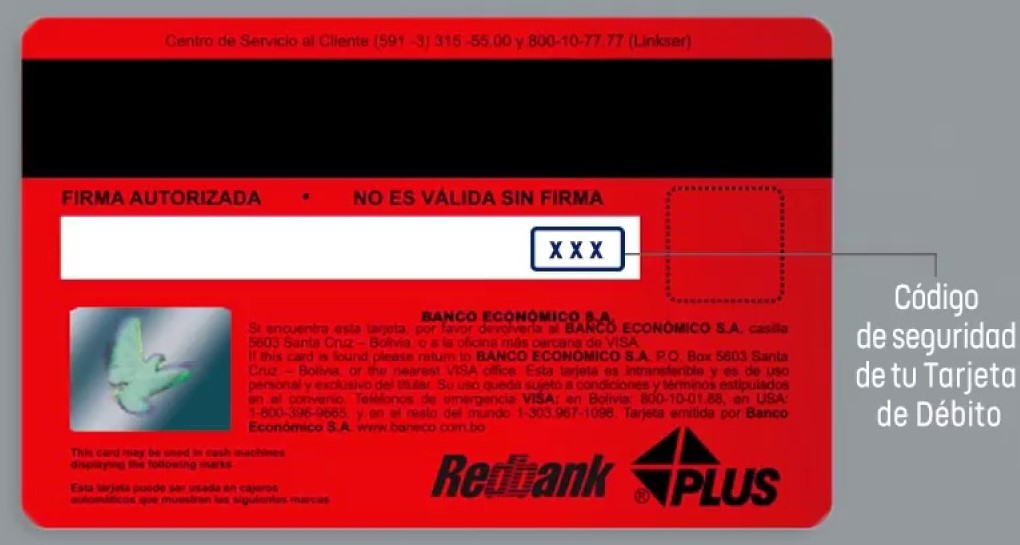 Centro de Servicio al Cliente (591 -3) 315 -55.00 y 800-10-77.77 (Linkser)
FIRMA AUTORIZADA • NO ES VÁLIDA SIN FIRMA
X X X
Código
de seguridad
de tu Tarjeta
de Débito
BANCO ECONÓMICO S.A.
Si encuentra esta tarjeta, por favor devolverla al BANCO ECONÓMICO S.A. casilla
5603 Santa Cruz – Bolivia, o a la oficina más cercana de VISA.
If this card is found please return to BANCO ECONÓMICO S.A. P.O. Box 5603 Santa
Cruz – Bolivia, or the nearest VISA office. Esta tarjeta es intransferible y es de uso
personal y exclusivo del titular. Su uso queda sujeto a condiciones y términos estipulados
en el convenio. Teléfonos de emergencia VISA: en Bolivia: 800-10-01.88, en USA:
1-800-396-9665, y en el resto del mundo 1-303.967-1098. Tarjeta emitida por Banco
Económico S.A. www.baneco.com.bo
This card may be used in cash machines
displaying the following marks
Esta tarjeta puede ser usada en cajeros
automáticos que muestren las siguientes marcas
Redbank
® PLUS